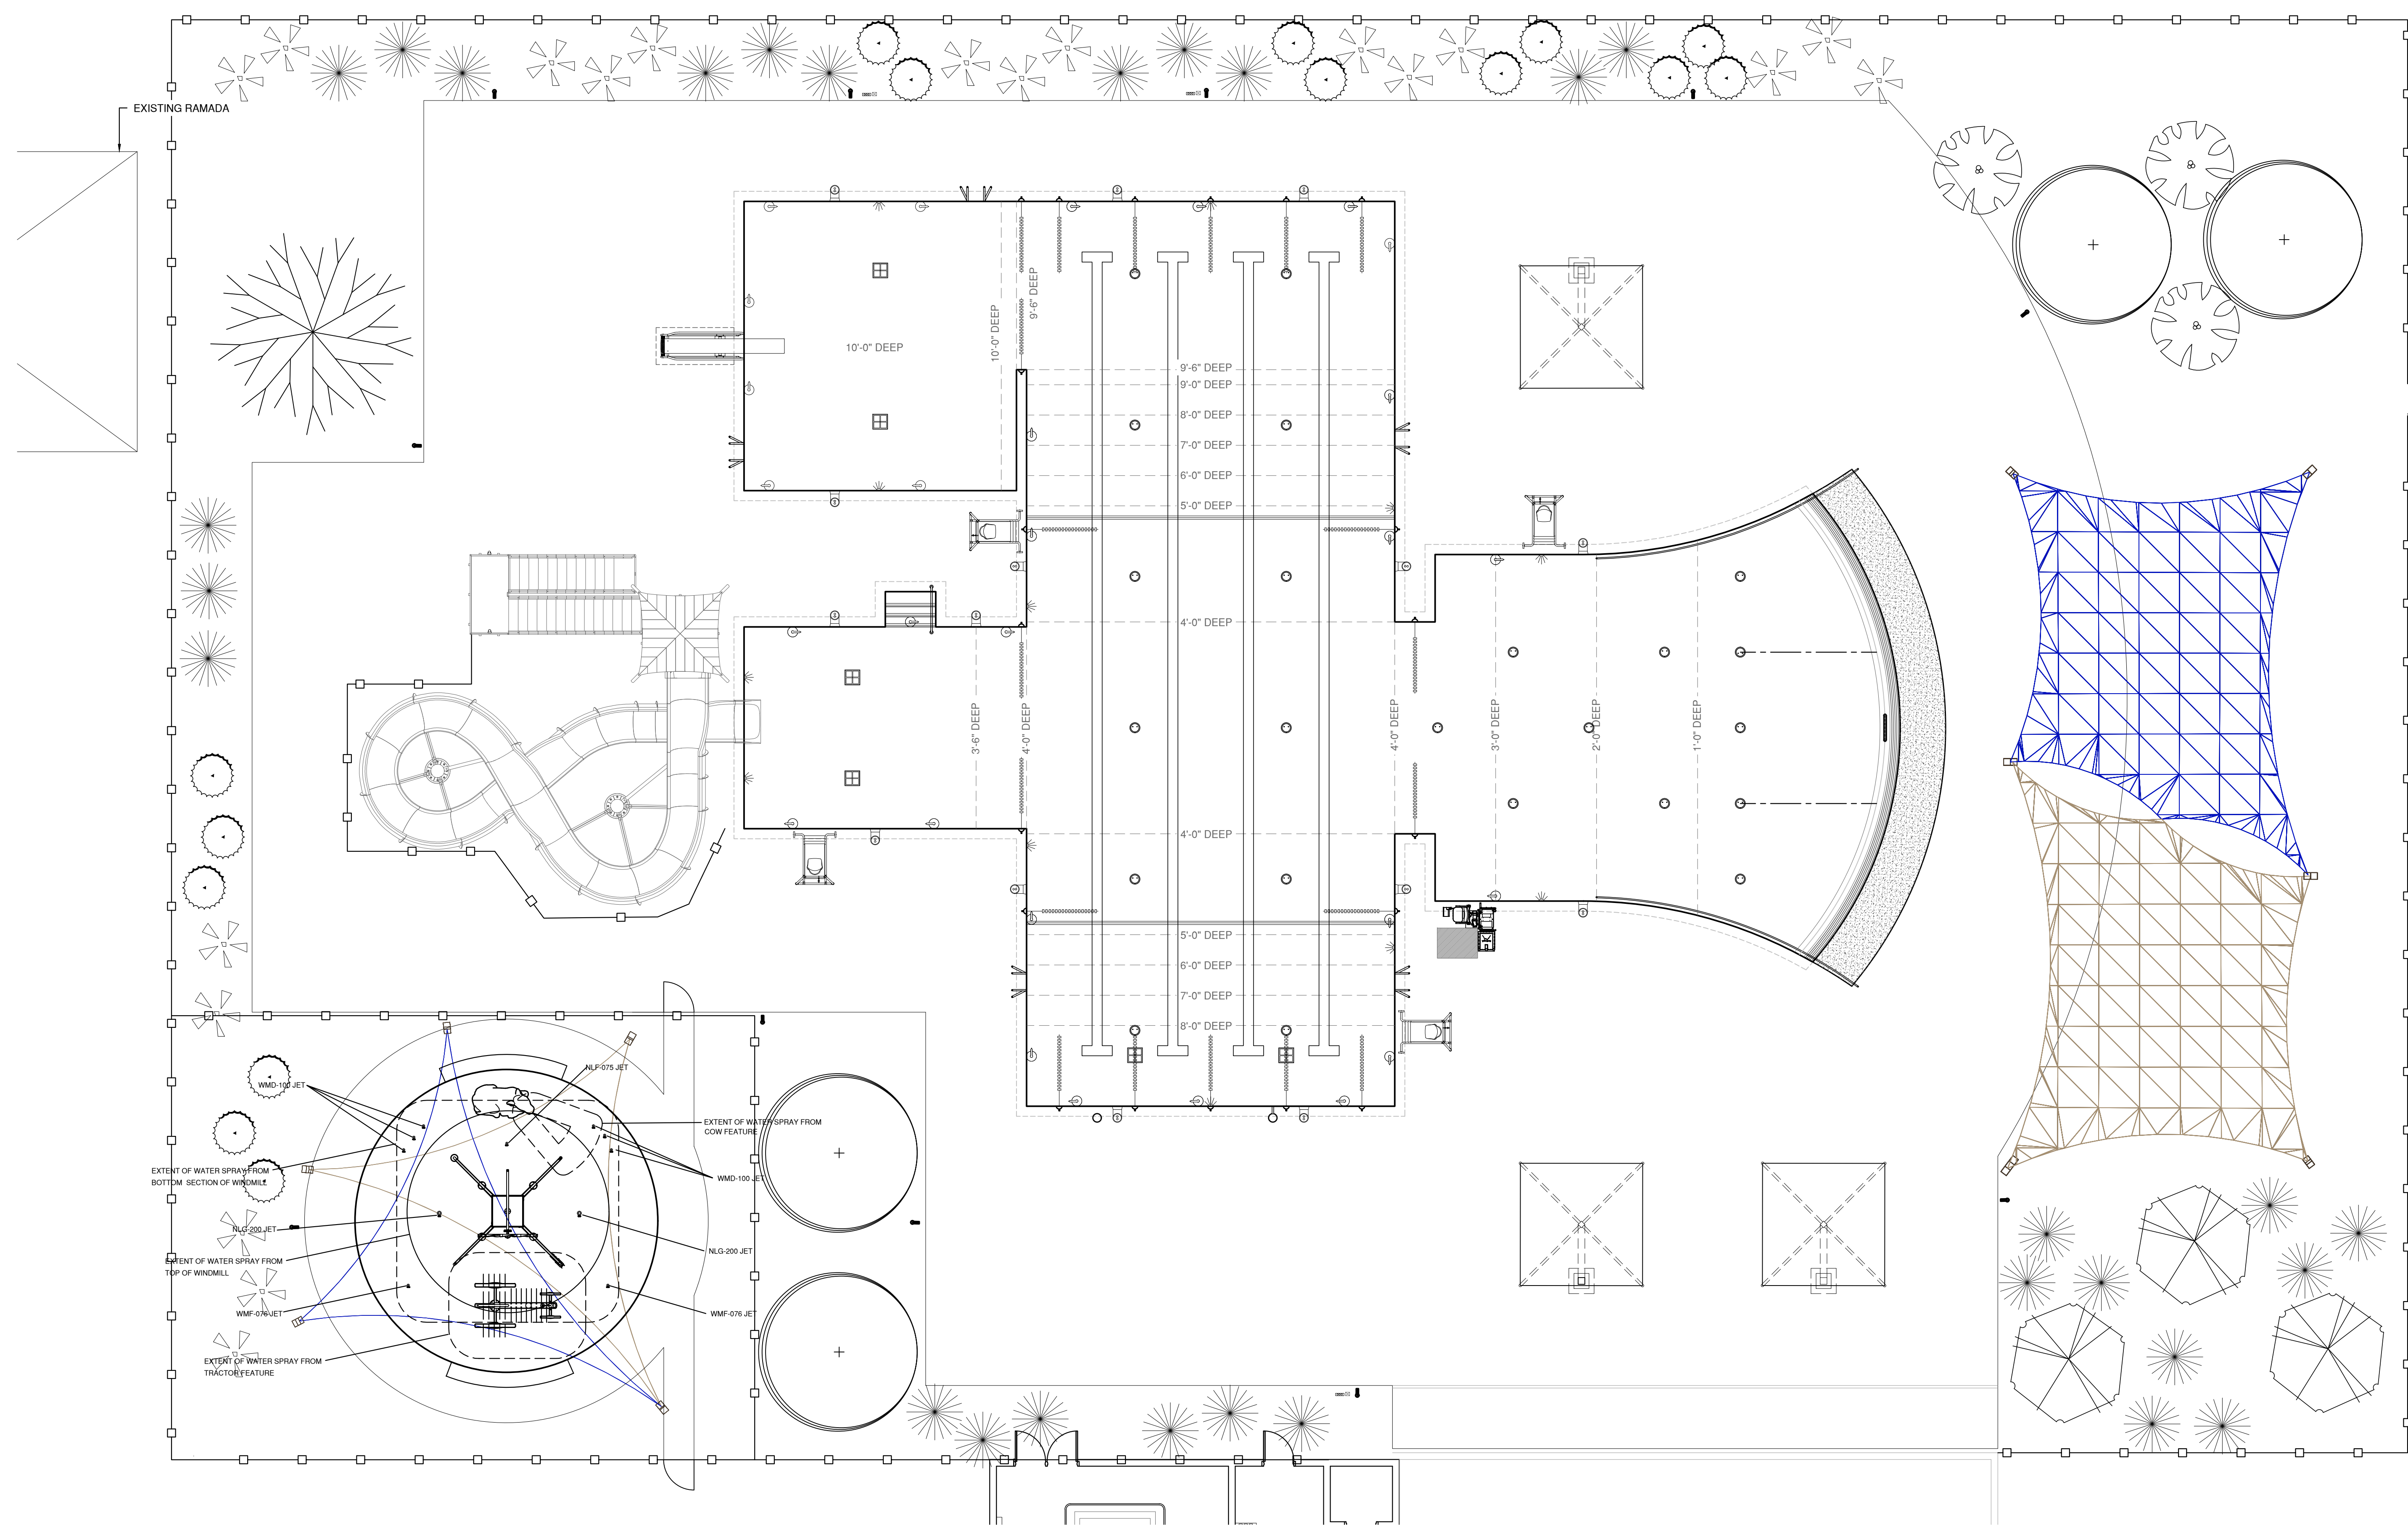 EXISTING RAMADA
10'-0" DEEP
10'-0" DEEP
9'-6" DEEP
9'-6" DEEP
9'-0" DEEP
8'-0" DEEP
7'-0" DEEP
6'-0" DEEP
5'-0" DEEP
4'-0" DEEP
3'-6" DEEP
4'-0" DEEP
4'-0" DEEP
3'-0" DEEP
2'-0" DEEP
1'-0" DEEP
4'-0" DEEP
5'-0" DEEP
6'-0" DEEP
7'-0" DEEP
8'-0" DEEP
NLF-075 JET
WMD-100 JET
EXTENT OF WATER SPRAY FROM
COW FEATURE
EXTENT OF WATER SPRAY FROM
BOTTOM SECTION OF WINDMILL
WMD-100 JET
NLG-200 JET
NLG-200 JET
EXTENT OF WATER SPRAY FROM
TOP OF WINDMILL
WMF-076 JET
WMF-076 JET
EXTENT OF WATER SPRAY FROM
TRACTOR FEATURE